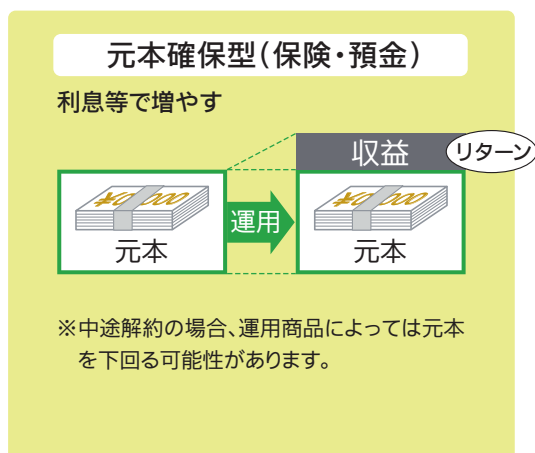 元本確保型（保険・預金）
利息等で増やす
収益
リターン
運用
元本
元本
※中途解約の場合、運用商品によっては元本
を下回る可能性があります。